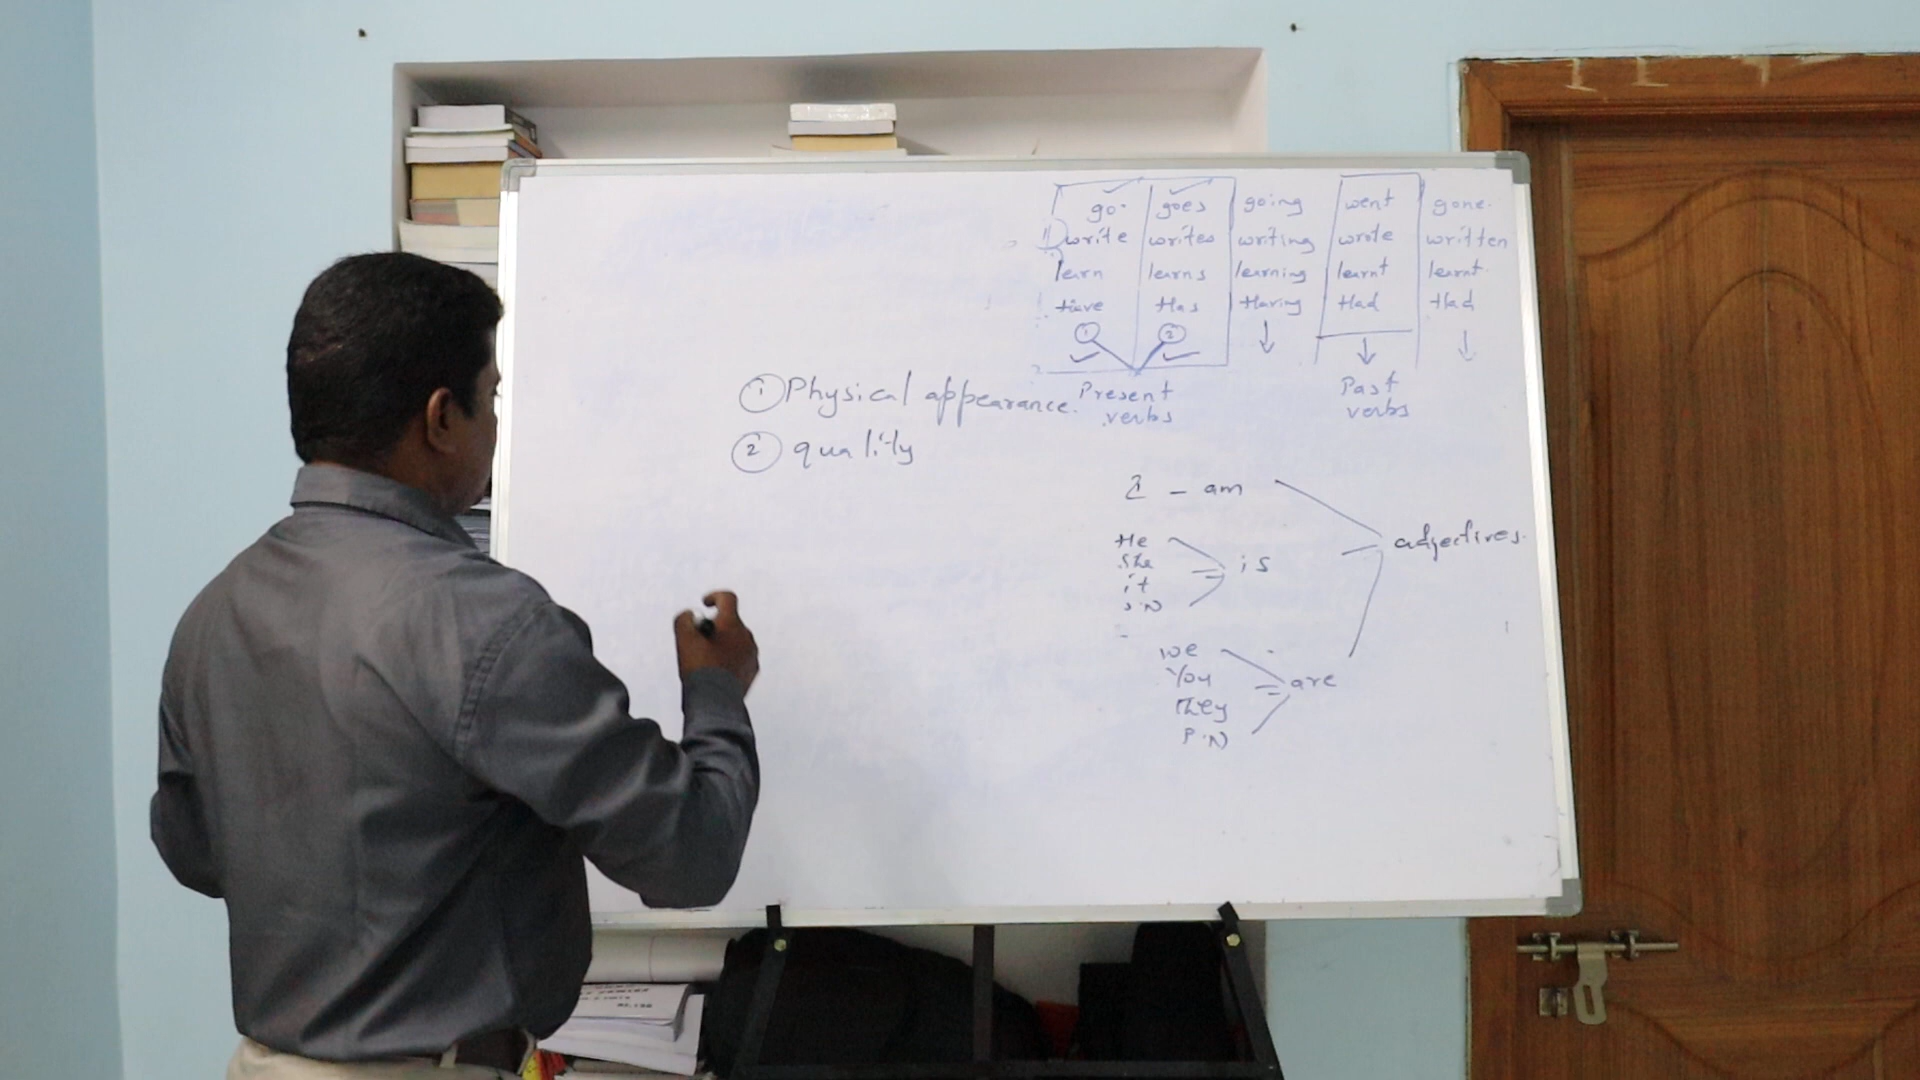 go. goes going went gone.
write writes writing wrote written
learn learns learning learnt learnt.
Have Has Having Had Had
1 2
Present verbs
Past verbs
1 Physical appearance.
2 quality
I - am
He
She
it
S.N
is
adjectives.
we
You
They
P.N
are